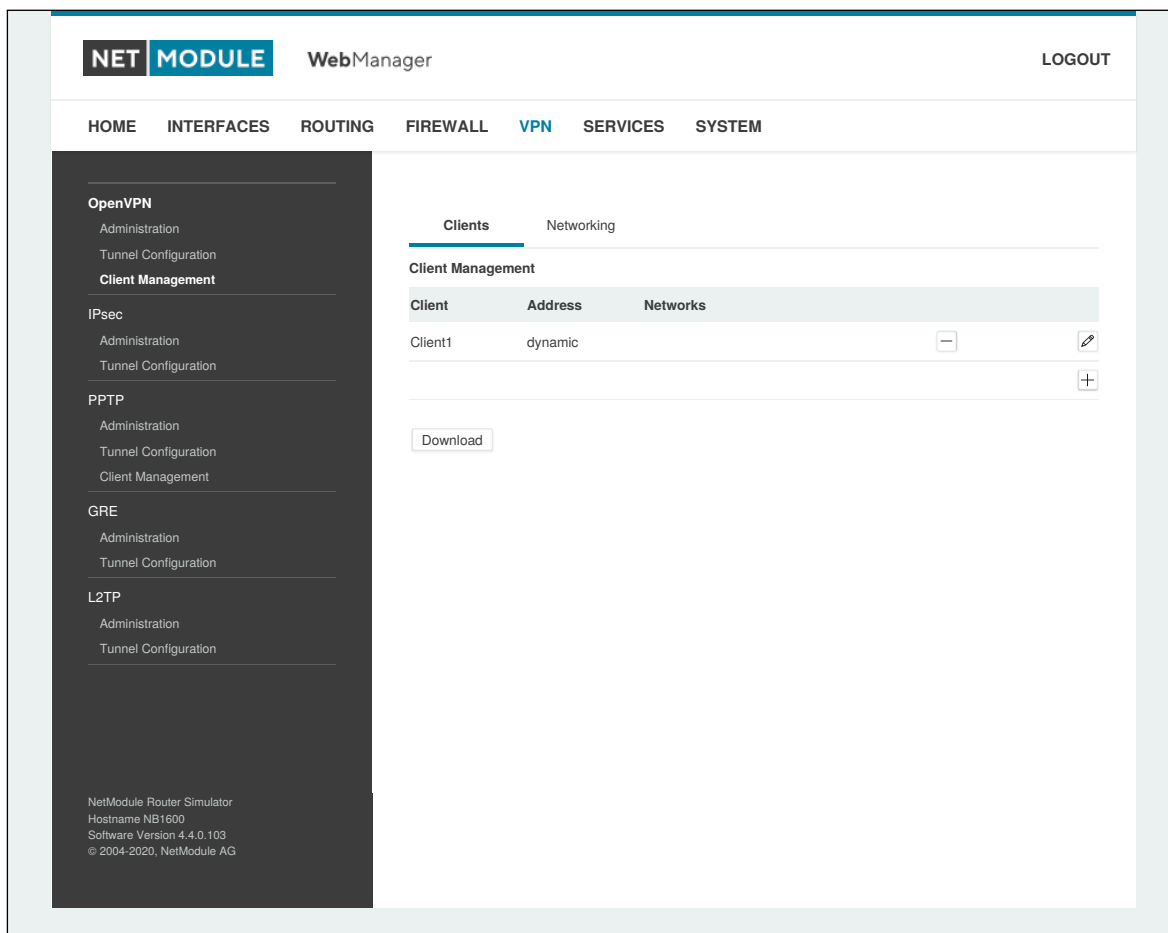 NET MODULE WebManager LOGOUT
HOME INTERFACES ROUTING FIREWALL VPN SERVICES SYSTEM
OpenVPN
Administration
Tunnel Configuration
Client Management
IPsec
Administration
Tunnel Configuration
PPTP
Administration
Tunnel Configuration
Client Management
GRE
Administration
Tunnel Configuration
L2TP
Administration
Tunnel Configuration
NetModule Router Simulator
Hostname NB1600
Software Version 4.4.0.103
© 2004-2020, NetModule AG
Clients Networking
Client Management
Client Address Networks
Client1 dynamic
Download